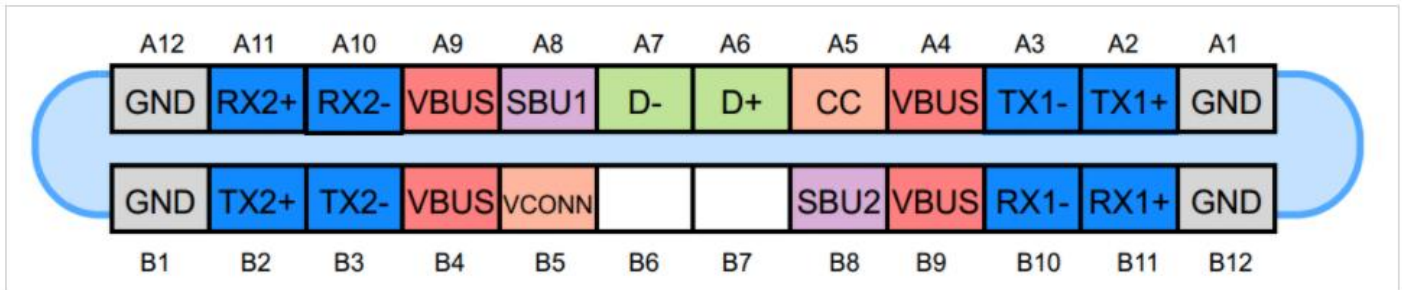 A12 A11 A10 A9 A8 A7 A6 A5 A4 A3 A2 A1
GND RX2+ RX2- VBUS SBU1 D- D+ CC VBUS TX1- TX1+ GND
GND TX2+ TX2- VBUS VCONN SBU2 VBUS RX1- RX1+ GND
B1 B2 B3 B4 B5 B6 B7 B8 B9 B10 B11 B12